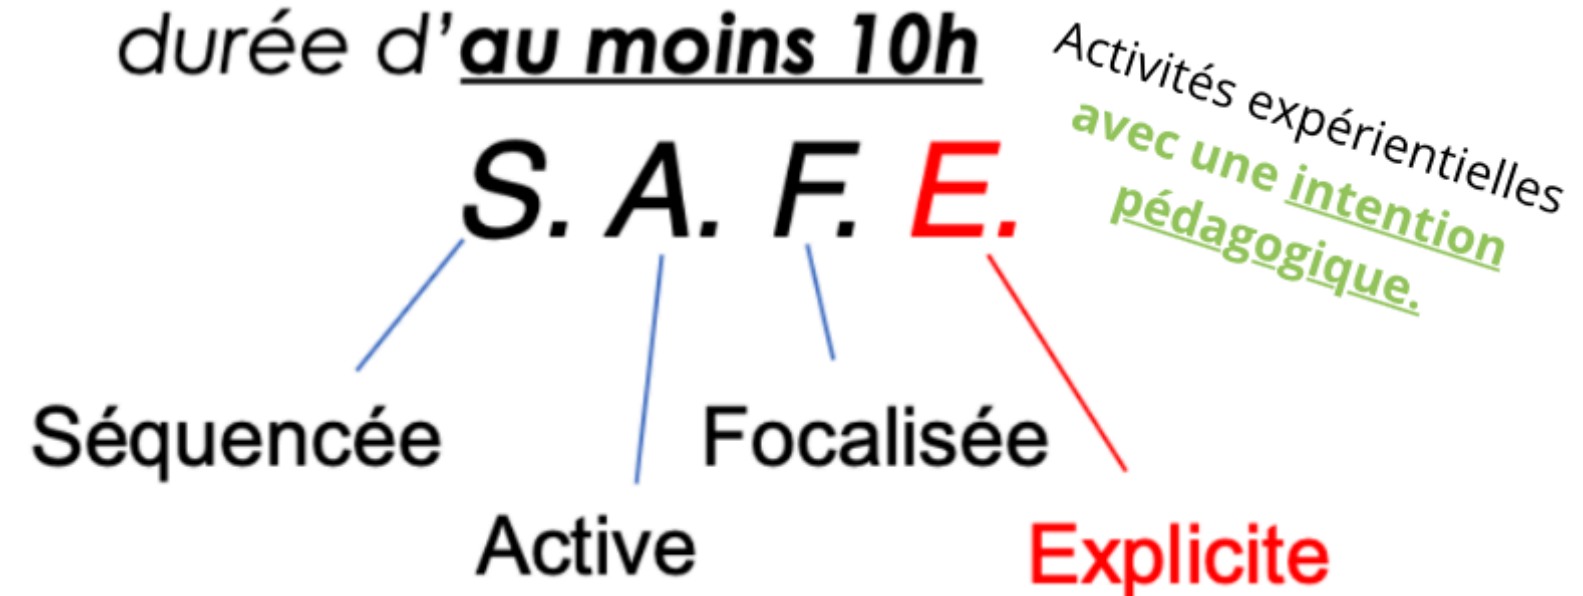 durée d’au moins 10h
Activités expérientielles
avec une intention
pédagogique.
S. A. F. E.
Séquencée
Focalisée
Active
Explicite